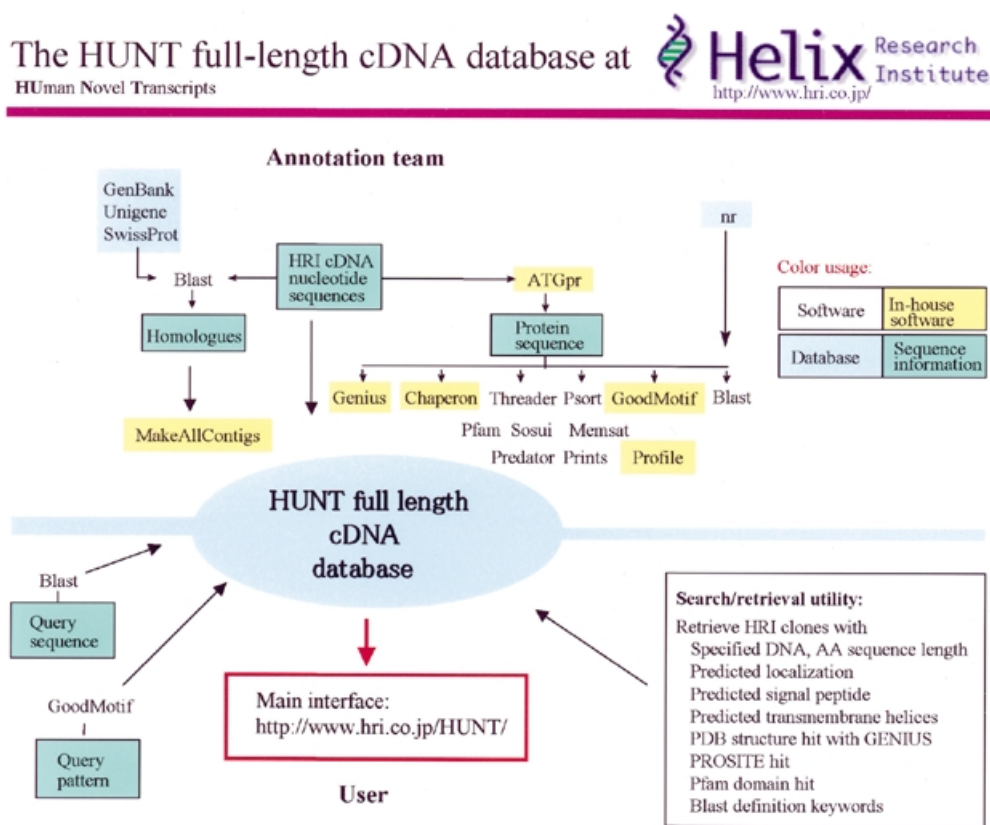 The HUNT full-length cDNA database at
HUman Novel Transcripts
Helix Research Institute
http://www.hri.co.jp/
Annotation team
GenBank
Unigene
SwissProt
nr
Blast
HRI cDNA
nucleotide
sequences
ATGpr
Homologues
Protein
sequence
Color usage:
Software
In-house
software
Database
Sequence
information
Genius
Chaperon
Threader
Psort
GoodMotif
Blast
Pfam
Sosui
Memsat
Predator
Prints
Profile
MakeAllContigs
HUNT full length
cDNA
database
Blast
Query
sequence
GoodMotif
Query
pattern
Main interface:
http://www.hri.co.jp/HUNT/
User
Search/retrieval utility:
Retrieve HRI clones with
Specified DNA, AA sequence length
Predicted localization
Predicted signal peptide
Predicted transmembrane helices
PDB structure hit with GENIUS
PROSITE hit
Pfam domain hit
Blast definition keywords